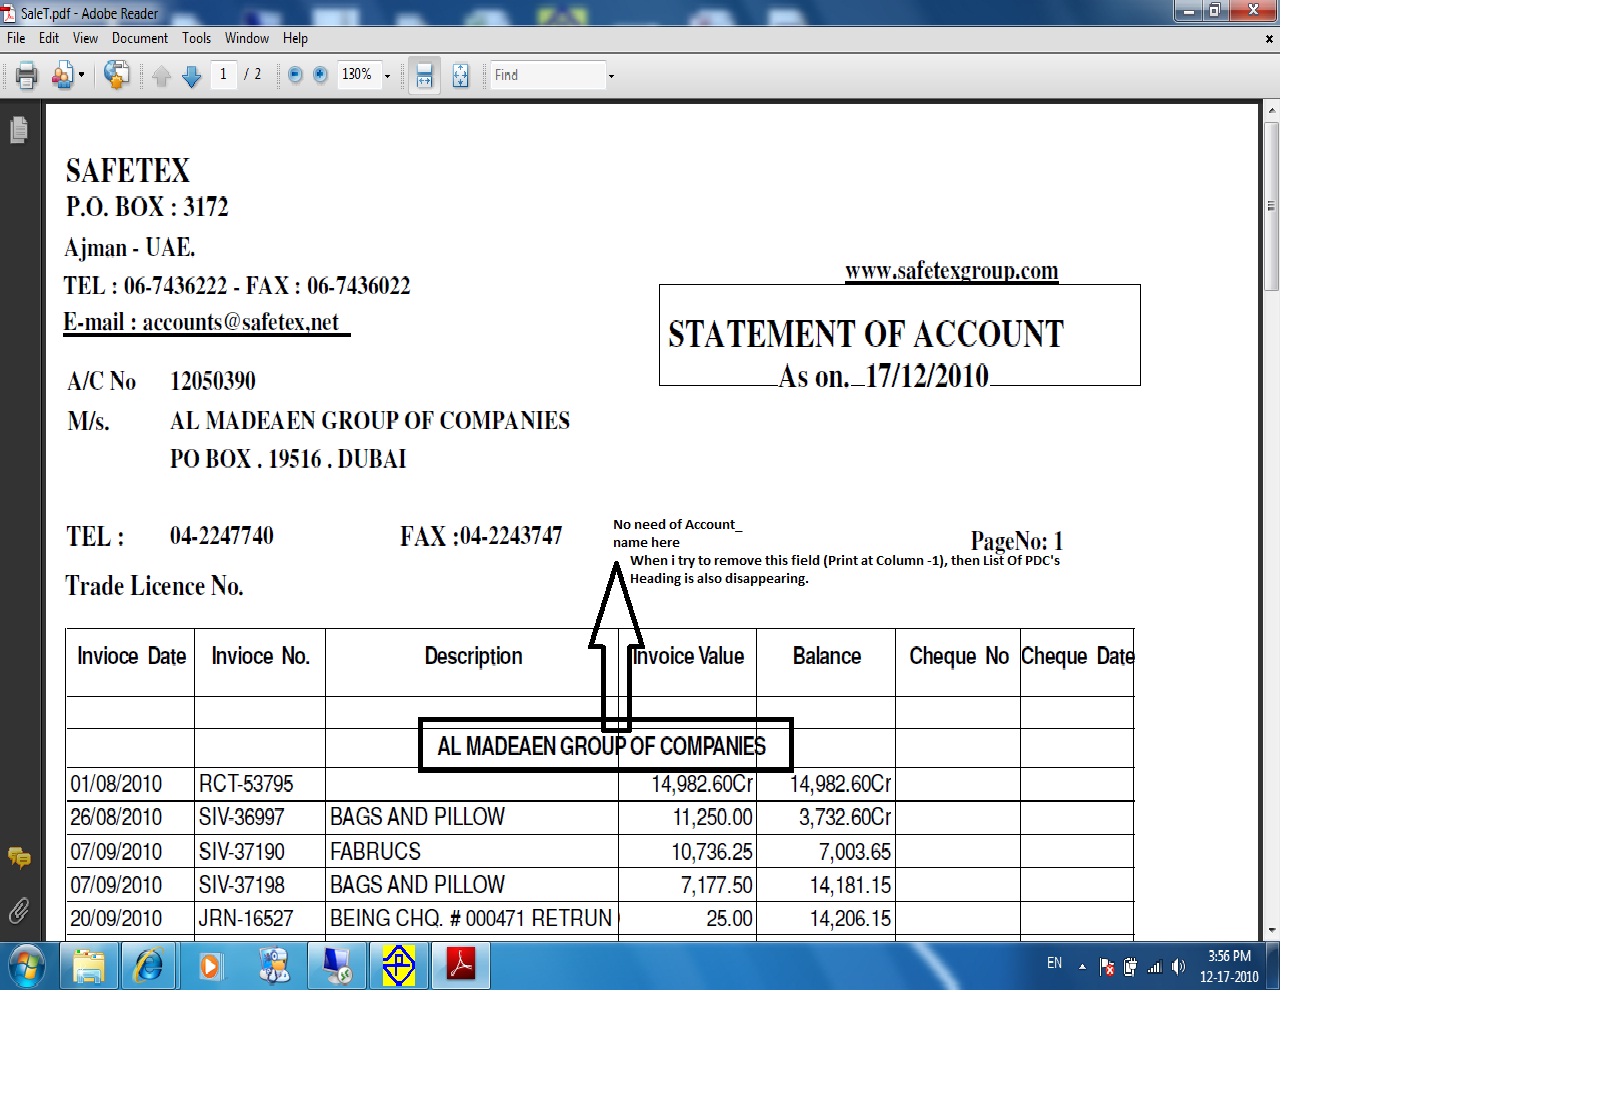 SaleT.pdf - Adobe Reader
File Edit View Document Tools Window Help
1 / 2 130% Find
SAFETEX
P.O. BOX : 3172
Ajman - UAE.
TEL : 06-7436222 - FAX : 06-7436022
E-mail : accounts@safetex,net
www.safetexgroup.com
STATEMENT OF ACCOUNT
As on. 17/12/2010
A/C No 12050390
M/s. AL MADEAEN GROUP OF COMPANIES
PO BOX . 19516 . DUBAI
TEL : 04-2247740 FAX :04-2243747
PageNo: 1
Trade Licence No.
No need of Account_
name here
When i try to remove this field (Print at Column -1), then List Of PDC's
Heading is also disappearing.
Invioce Date Invioce No. Description Invoice Value Balance Cheque No Cheque Date
AL MADEAEN GROUP OF COMPANIES
01/08/2010 RCT-53795 14,982.60Cr 14,982.60Cr
26/08/2010 SIV-36997 BAGS AND PILLOW 11,250.00 3,732.60Cr
07/09/2010 SIV-37190 FABRUCS 10,736.25 7,003.65
07/09/2010 SIV-37198 BAGS AND PILLOW 7,177.50 14,181.15
20/09/2010 JRN-16527 BEING CHQ. # 000471 RETRUN 25.00 14,206.15
EN 3:56 PM
12-17-2010